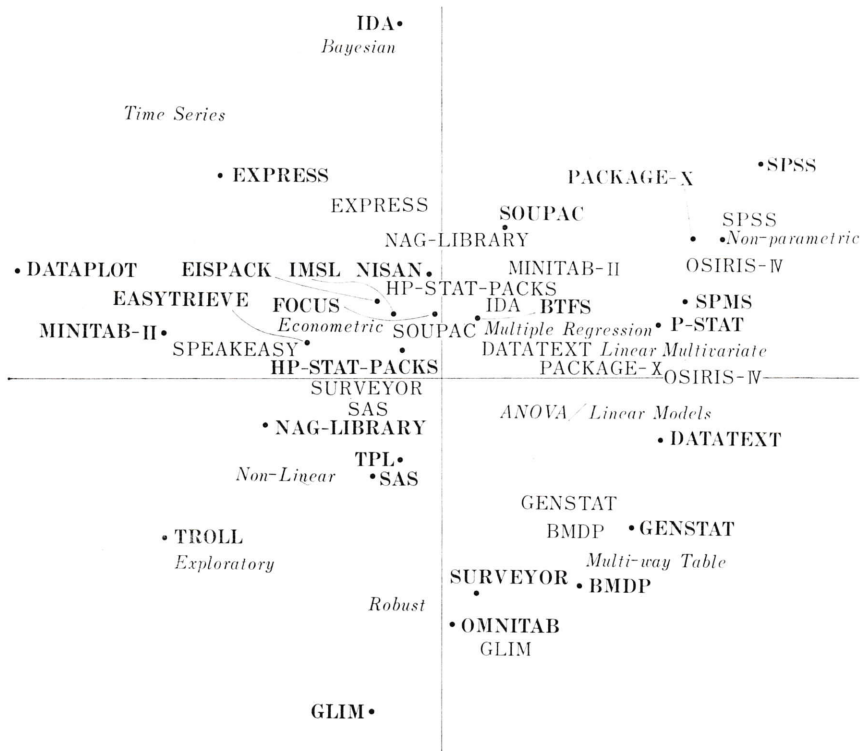 IDA
Bayesian
Time Series
SPSS
EXPRESS
PACKAGE-X
EXPRESS
SOUPAC
SPSS
NAG-LIBRARY
Non-parametric
DATAPLOT
EISPACK
IMSL
NISAN
MINITAB-II
OSIRIS-IV
HP-STAT-PACKS
EASYTRIEVE
FOCUS
IDA
BTFS
SPMS
MINITAB-II
Econometric
SOUPAC
Multiple Regression
P-STAT
SPEAKEASY
DATATEXT
Linear Multivariate
HP-STAT-PACKS
PACKAGE-X
OSIRIS-IV
SURVEYOR
SAS
ANOVA/Linear Models
NAG-LIBRARY
DATATEXT
TPL
Non-Linear
SAS
GENSTAT
TROLL
BMDP
GENSTAT
Exploratory
Multi-way Table
SURVEYOR
BMDP
Robust
OMNITAB
GLIM
GLIM